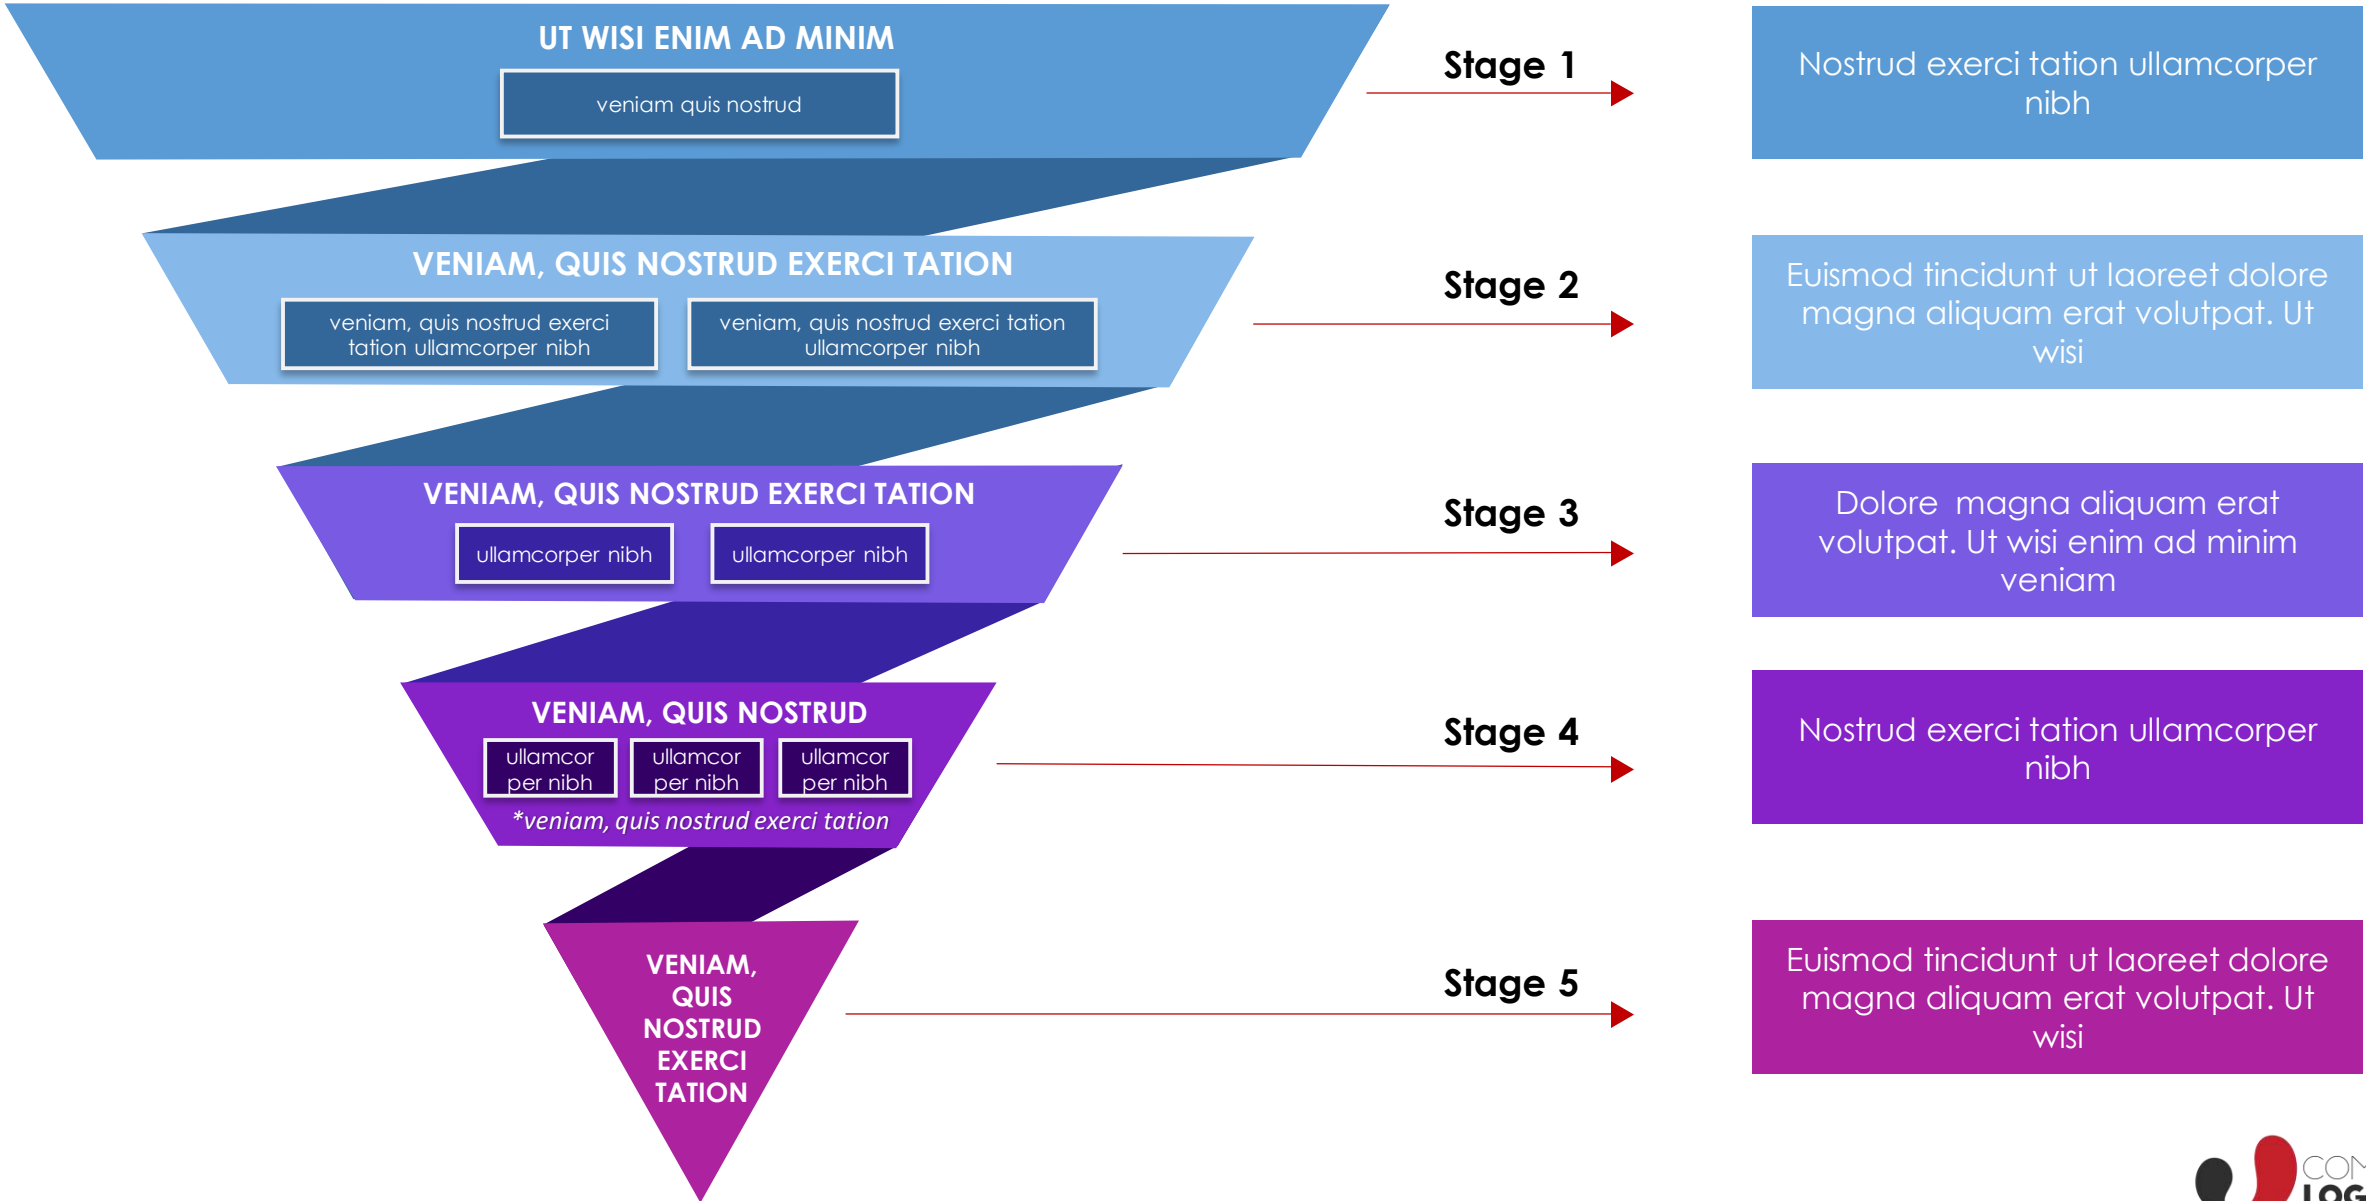 UT WISI ENIM AD MINIM
veniam quis nostrud
Stage 1
Nostrud exerci tation ullamcorper
nibh
VENIAM, QUIS NOSTRUD EXERCI TATION
veniam, quis nostrud exerci
tation ullamcorper nibh
veniam, quis nostrud exerci tation
ullamcorper nibh
Stage 2
Euismod tincidunt ut laoreet dolore
magna aliquam erat volutpat. Ut
wisi
VENIAM, QUIS NOSTRUD EXERCI TATION
ullamcorper nibh
ullamcorper nibh
Stage 3
Dolore magna aliquam erat
volutpat. Ut wisi enim ad minim
veniam
VENIAM, QUIS NOSTRUD
ullamcor
per nibh
ullamcor
per nibh
ullamcor
per nibh
*veniam, quis nostrud exerci tation
Stage 4
Nostrud exerci tation ullamcorper
nibh
VENIAM,
QUIS
NOSTRUD
EXERCI
TATION
Stage 5
Euismod tincidunt ut laoreet dolore
magna aliquam erat volutpat. Ut
wisi